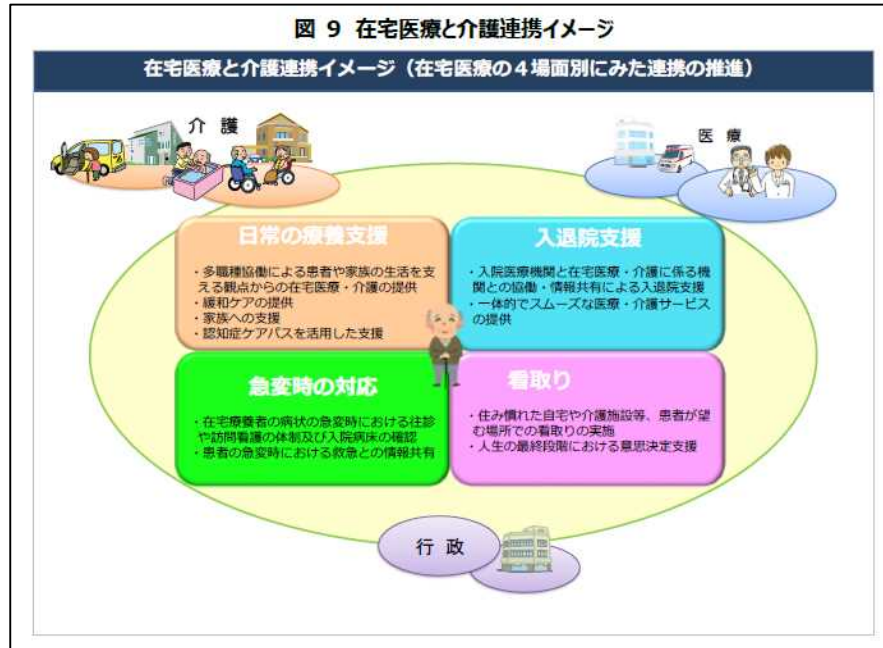 図 9 在宅医療と介護連携イメージ
在宅医療と介護連携イメージ（在宅医療の４場面別にみた連携の推進）
介 護
医 療
日常の療養支援
・多職種協働による患者や家族の生活を支
える観点からの在宅医療・介護の提供
・緩和ケアの提供
・家族への支援
・認知症ケアパスを活用した支援
入退院支援
・入院医療機関と在宅医療・介護に係る機
関との協働・情報共有による入退院支援
・一体的でスムーズな医療・介護サービス
の提供
急変時の対応
・在宅療養者の病状の急変時における往診
や訪問看護の体制及び入院病床の確認
・患者の急変時における救急との情報共有
看取り
・住み慣れた自宅や介護施設等、患者が望
む場所での看取りの実施
・人生の最終段階における意思決定支援
行 政